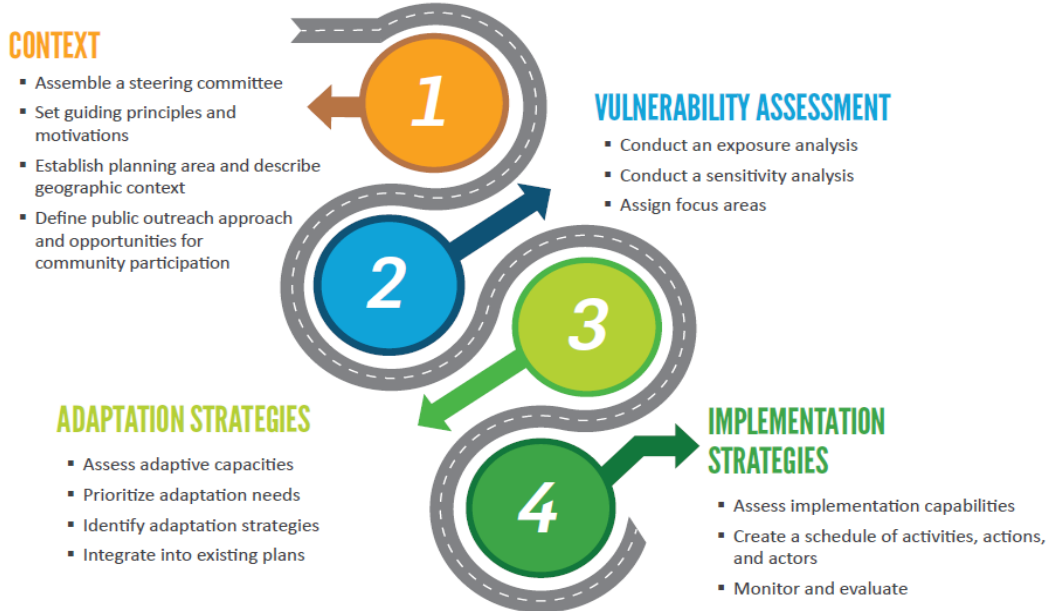 CONTEXT
▪ Assemble a steering committee
▪ Set guiding principles and
motivations
▪ Establish planning area and describe
geographic context
▪ Define public outreach approach
and opportunities for
community participation
1
VULNERABILITY ASSESSMENT
▪ Conduct an exposure analysis
▪ Conduct a sensitivity analysis
▪ Assign focus areas
2
3
ADAPTATION STRATEGIES
▪ Assess adaptive capacities
▪ Prioritize adaptation needs
▪ Identify adaptation strategies
▪ Integrate into existing plans
4
IMPLEMENTATION
STRATEGIES
▪ Assess implementation capabilities
▪ Create a schedule of activities, actions,
and actors
▪ Monitor and evaluate